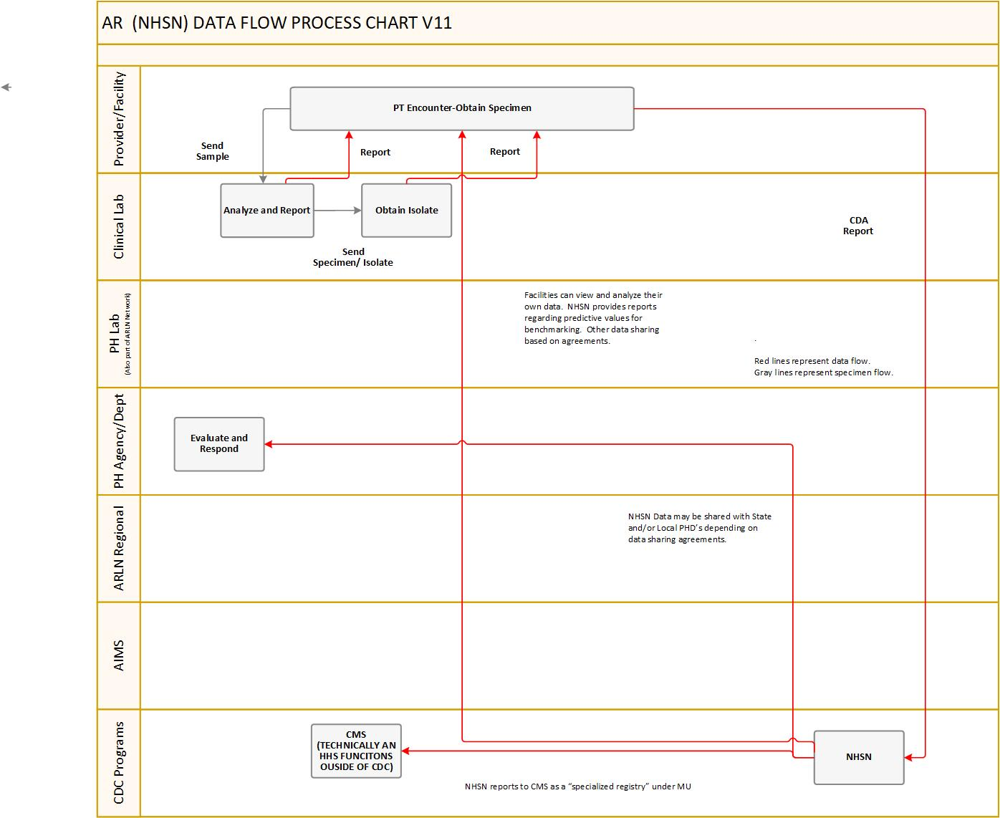 AR  (NHSN) DATA FLOW PROCESS CHART V11
Provider/Facility
PT Encounter-Obtain Specimen
Send
Sample
Report
Report
Clinical Lab
Analyze and Report
Obtain Isolate
Send
Specimen/ Isolate
CDA
Report
PH Lab
(Also part of ARLN Network)
Facilities can view and analyze their
own data.  NHSN provides reports
regarding predictive values for
benchmarking.  Other data sharing
based on agreements.
.
Red lines represent data flow.
Gray lines represent specimen flow.
PH Agency/Dept
Evaluate and
Respond
ARLN Regional
NHSN Data may be shared with State
and/or Local PHD's depending on
data sharing agreements.
AIMS
CDC Programs
CMS
(TECHNICALLY AN
HHS FUNCITONS
OUSIDE OF CDC)
NHSN
NHSN reports to CMS as a “specialized registry” under MU